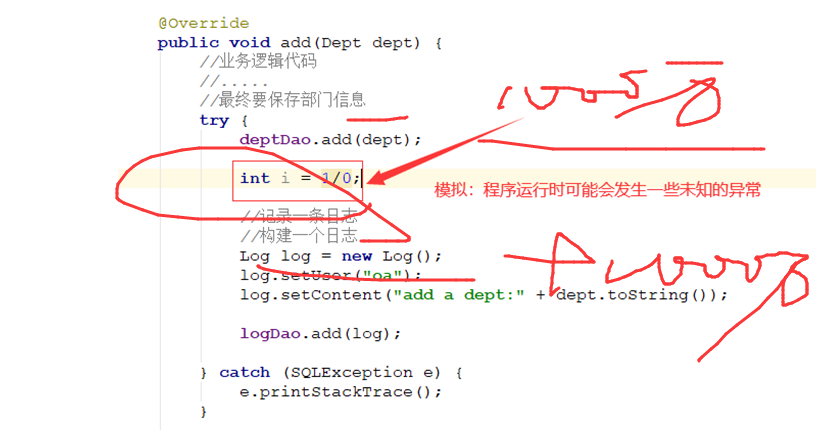 @Override
public void add(Dept dept) {
//业务逻辑代码
//.....
//最终要保存部门信息
try {
deptDao.add(dept);
int i = 1/0;
模拟：程序运行时可能会发生一些未知的异常
//记录一条日志
//构建一个日志
Log log = new Log();
log.setUser("oa");
log.setContent("add a dept:" + dept.toString());
logDao.add(log);
} catch (SQLException e) {
e.printStackTrace();
}